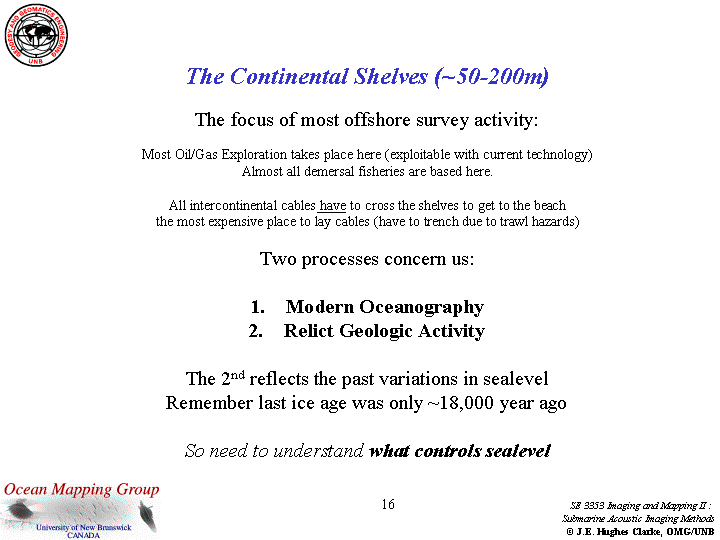 GEODESY AND GEOMATICS ENGINEERING
UNB
The Continental Shelves (~50-200m)
The focus of most offshore survey activity:
Most Oil/Gas Exploration takes place here (exploitable with current technology)
Almost all demersal fisheries are based here.
All intercontinental cables have to cross the shelves to get to the beach
the most expensive place to lay cables (have to trench due to trawl hazards)
Two processes concern us:
1. Modern Oceanography
2. Relict Geologic Activity
The 2nd reflects the past variations in sealevel
Remember last ice age was only ~18,000 year ago
So need to understand what controls sealevel
Ocean Mapping Group
University of New Brunswick
CANADA
16
SE 3353 Imaging and Mapping II :
Submarine Acoustic Imaging Methods
© J.E. Hughes Clarke, OMG/UNB